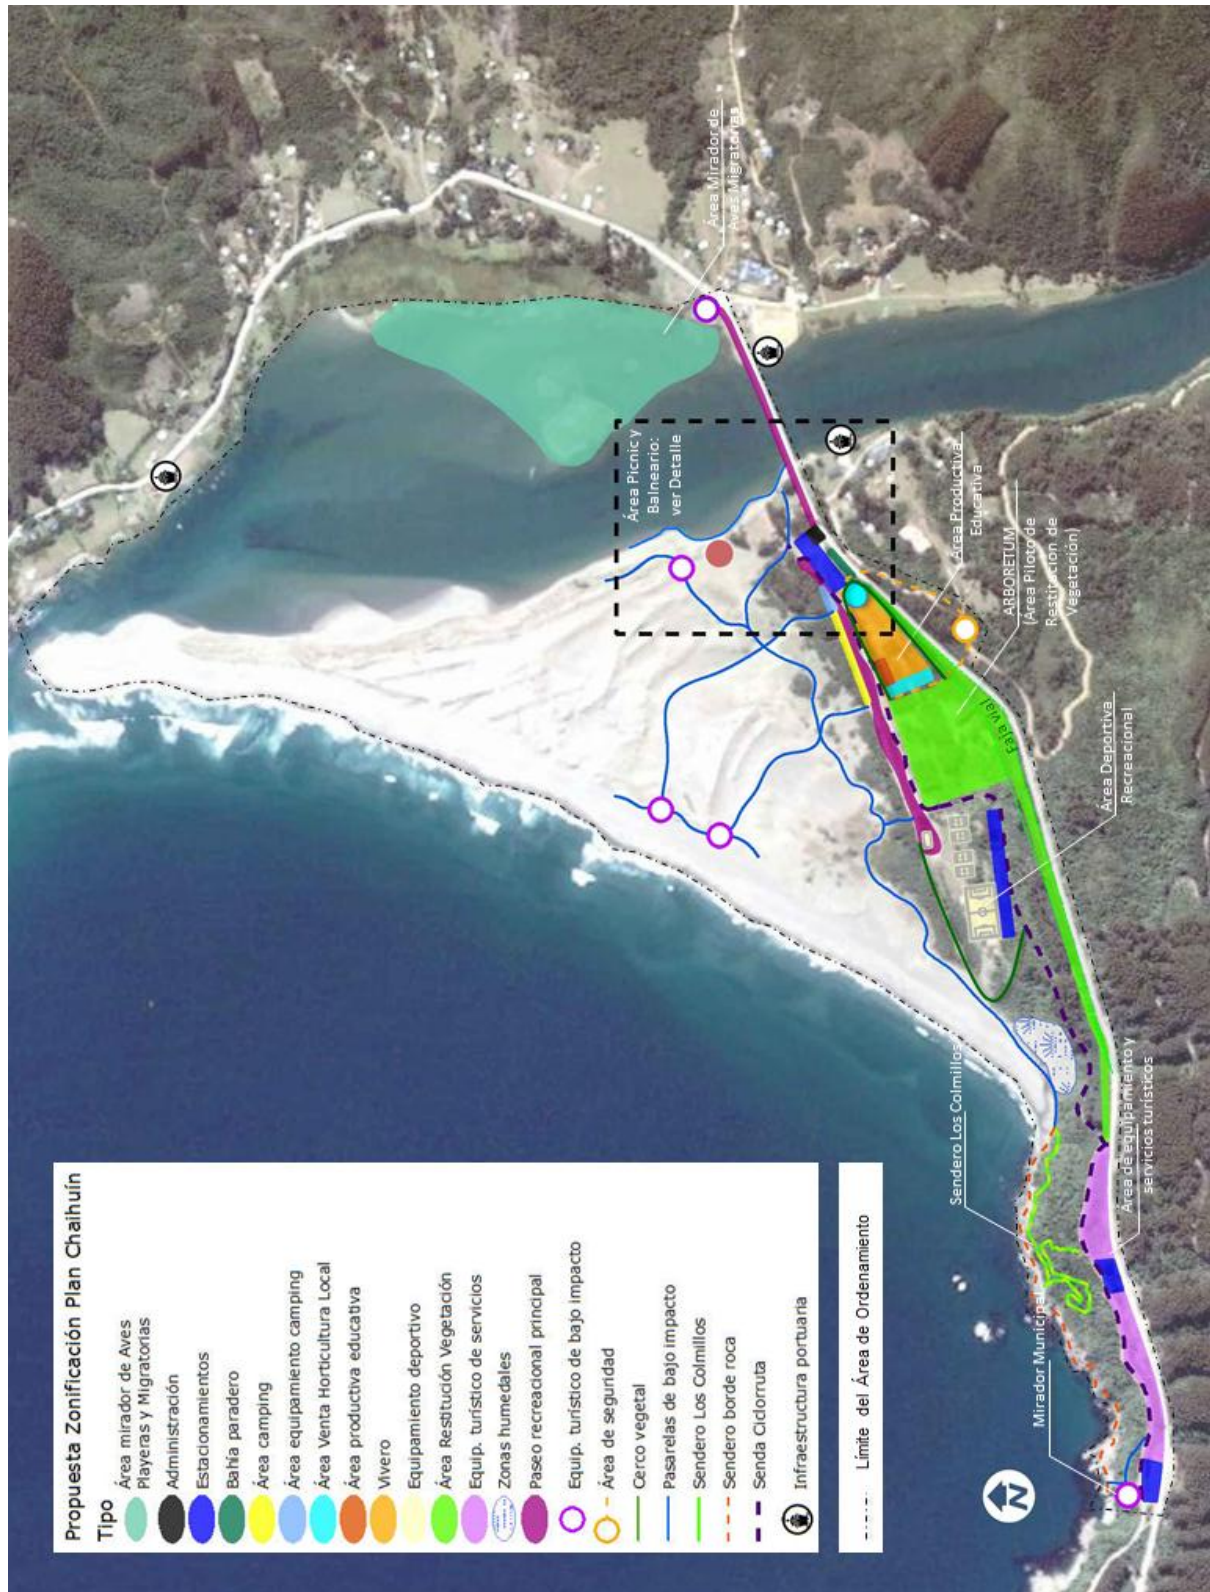 Propuesta Zonificación Plan Chaihuín
Tipo
Área mirador de Aves
Playeras y Migratorias
Administración
Estacionamientos
Bahía paradero
Área camping
Área equipamiento camping
Área Venta Horticultura Local
Área productiva educativa
Vivero
Equipamiento deportivo
Área Restitución Vegetación
Equip. turístico de servicios
Zonas humedales
Paseo recreacional principal
Equip. turístico de bajo impacto
Área de seguridad
Cerco vegetal
Pasarelas de bajo impacto
Sendero Los Colmillos
Sendero borde roca
Senda Ciclorruta
Infraestructura portuaria
Límite del Área de Ordenamiento
N
Mirador Municipal
Sendero Los Colmillos
Área de equipamiento y
servicios turísticos
Área Deportiva
Recreacional
Faja vial
ARBORETUM
(Área Piloto de
Restitución de
Vegetación)
Área Productiva
Educativa
Área Picnic y
Balneario:
ver Detalle
Área Mirador de
Aves Migratorias